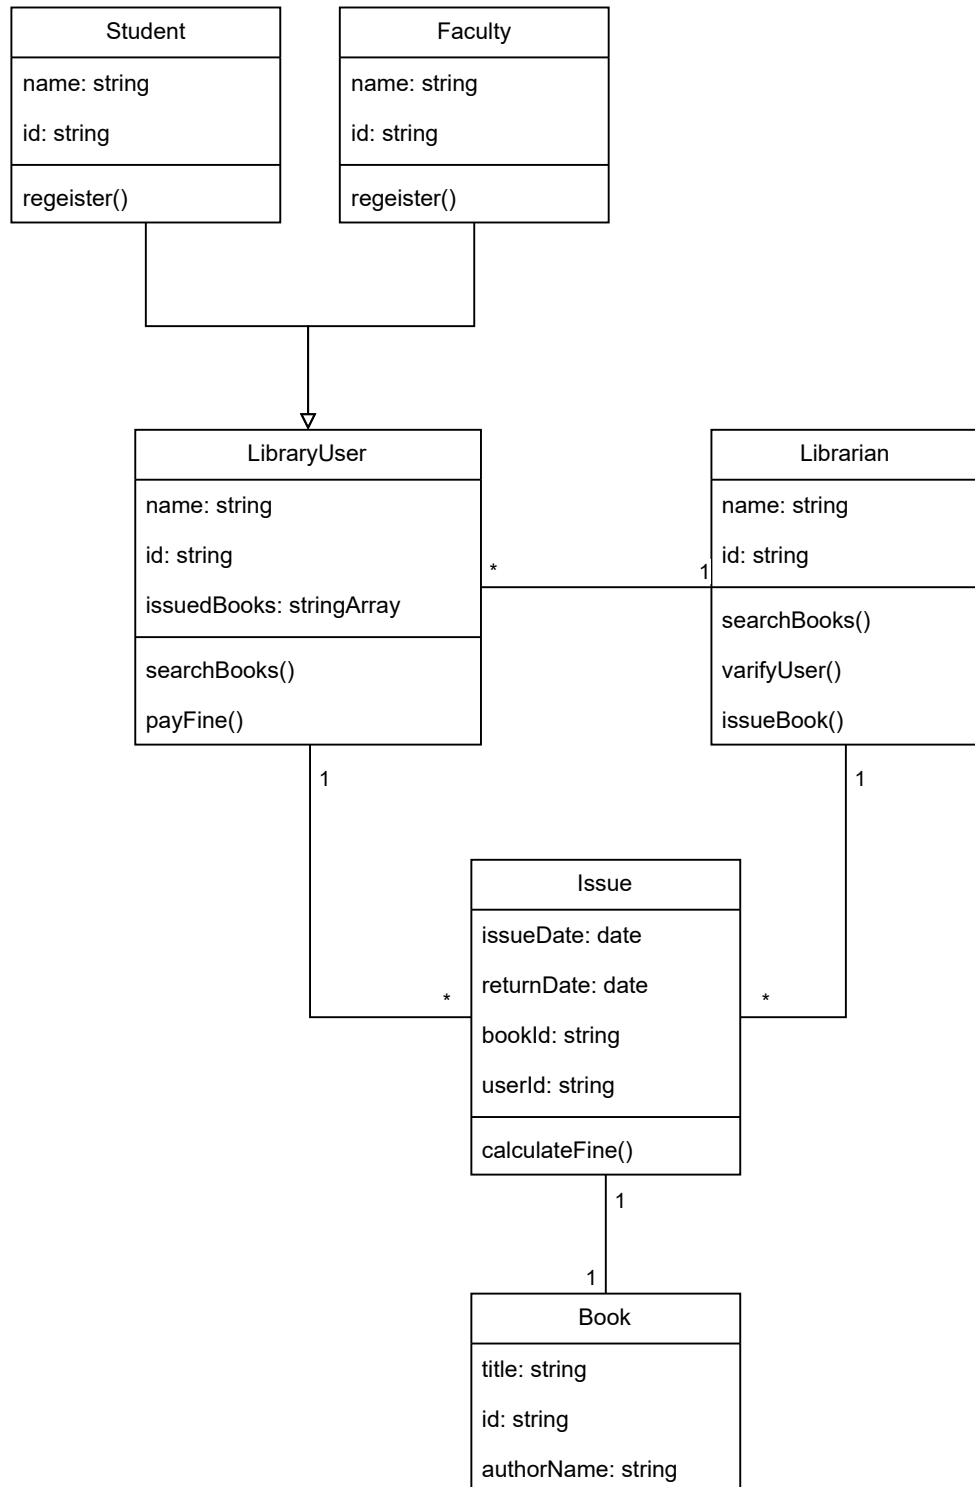 Student
name: string
id: string
regeister()
Faculty
name: string
id: string
regeister()
LibraryUser
name: string
id: string
issuedBooks: stringArray
searchBooks()
payFine()
*
1
Librarian
name: string
id: string
searchBooks()
varifyUser()
issueBook()
1
1
*
*
Issue
issueDate: date
returnDate: date
bookId: string
userId: string
calculateFine()
1
1
Book
title: string
id: string
authorName: string